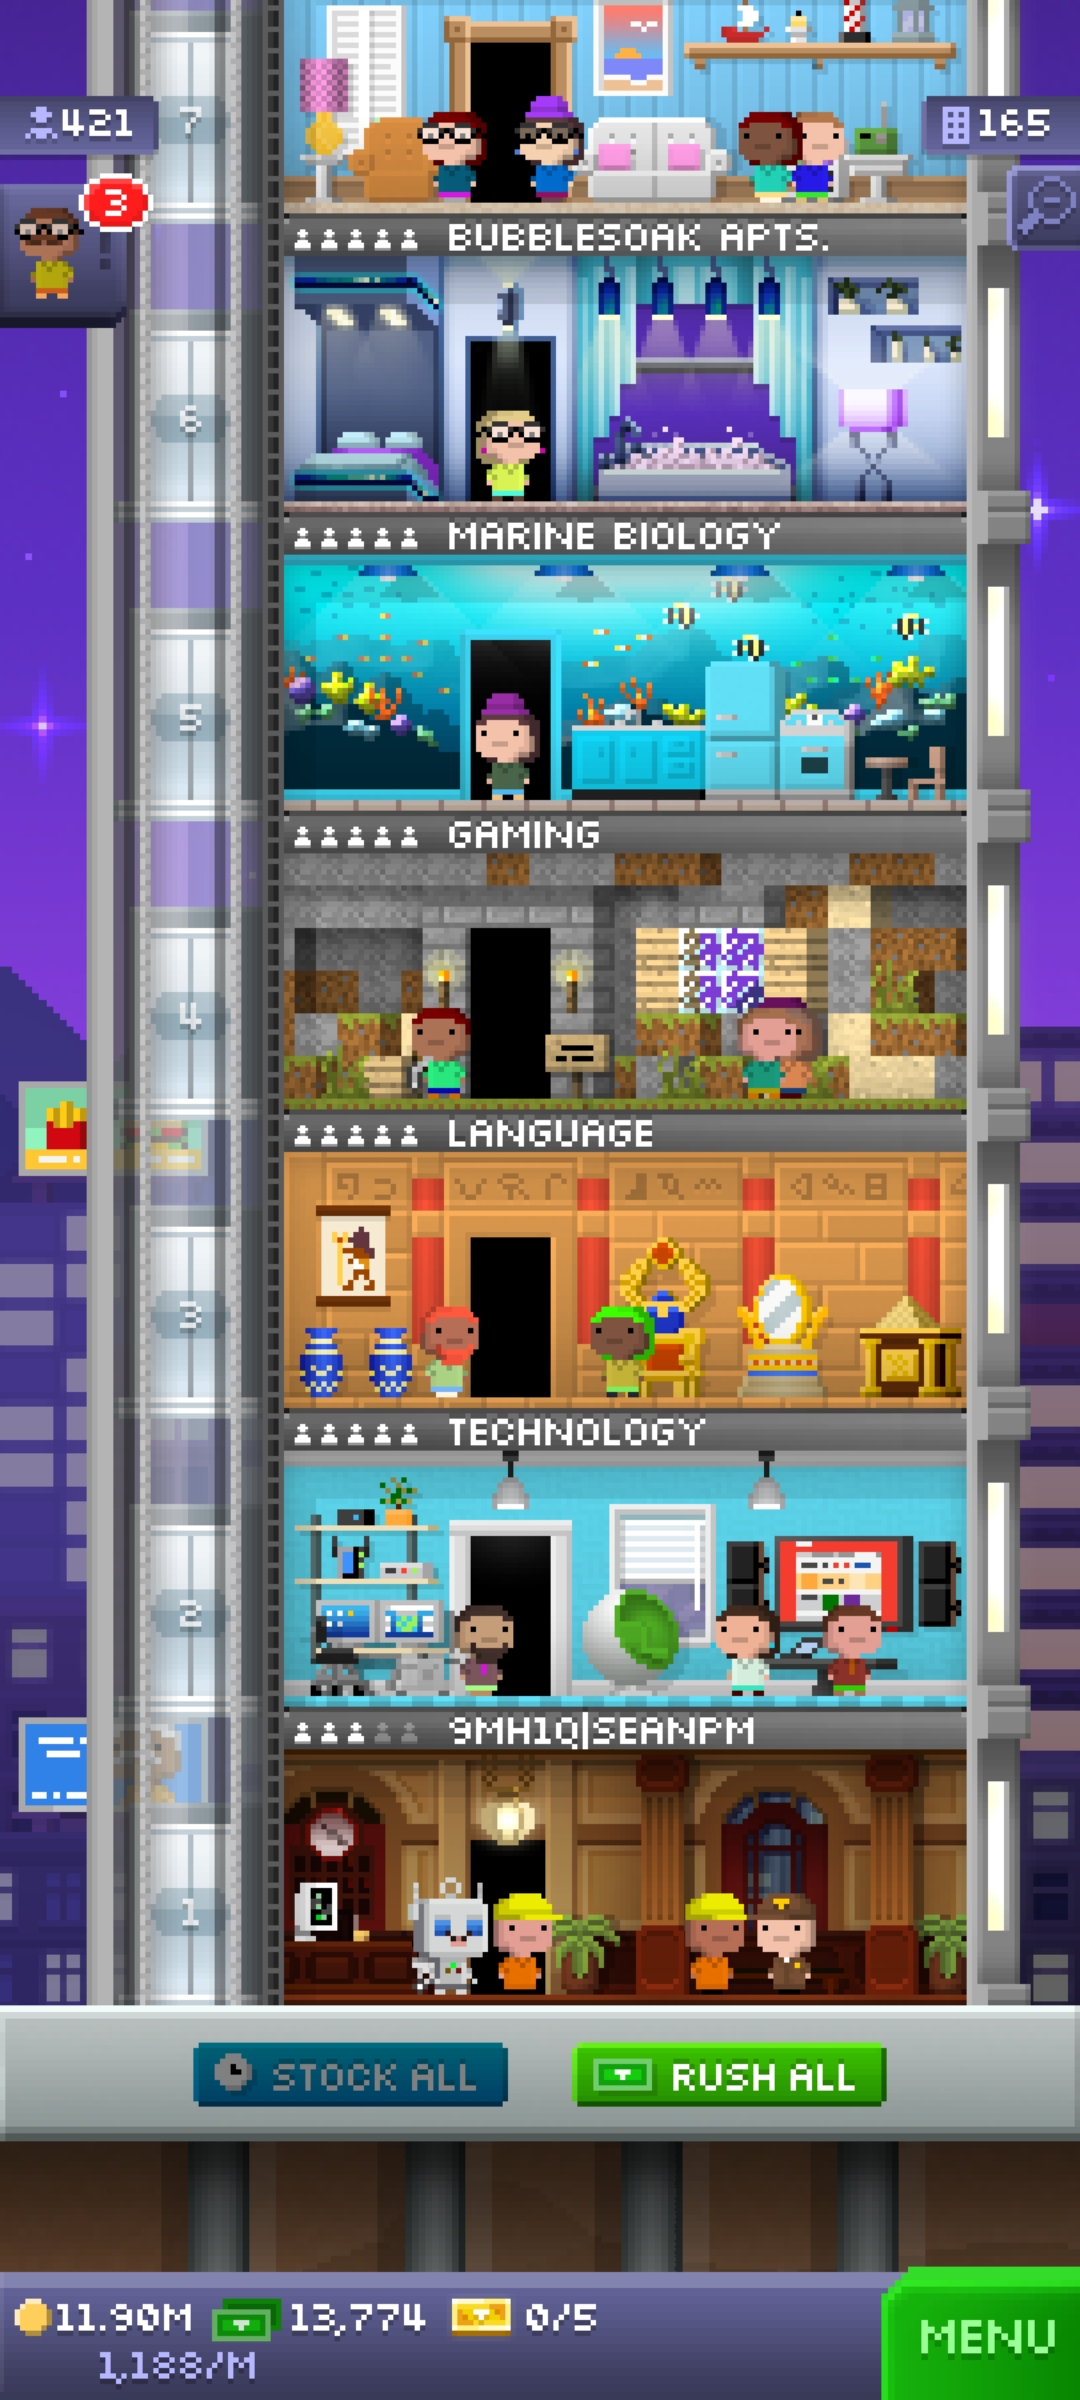 7
421
165
3
BUBBLESOAK APTS.
6
MARINE BIOLOGY
5
GAMING
4
LANGUAGE
3
TECHNOLOGY
2
9MH1Q|SEANPM
1
STOCK ALL
RUSH ALL
11.90M
13,774
0/5
1,188/M
MENU